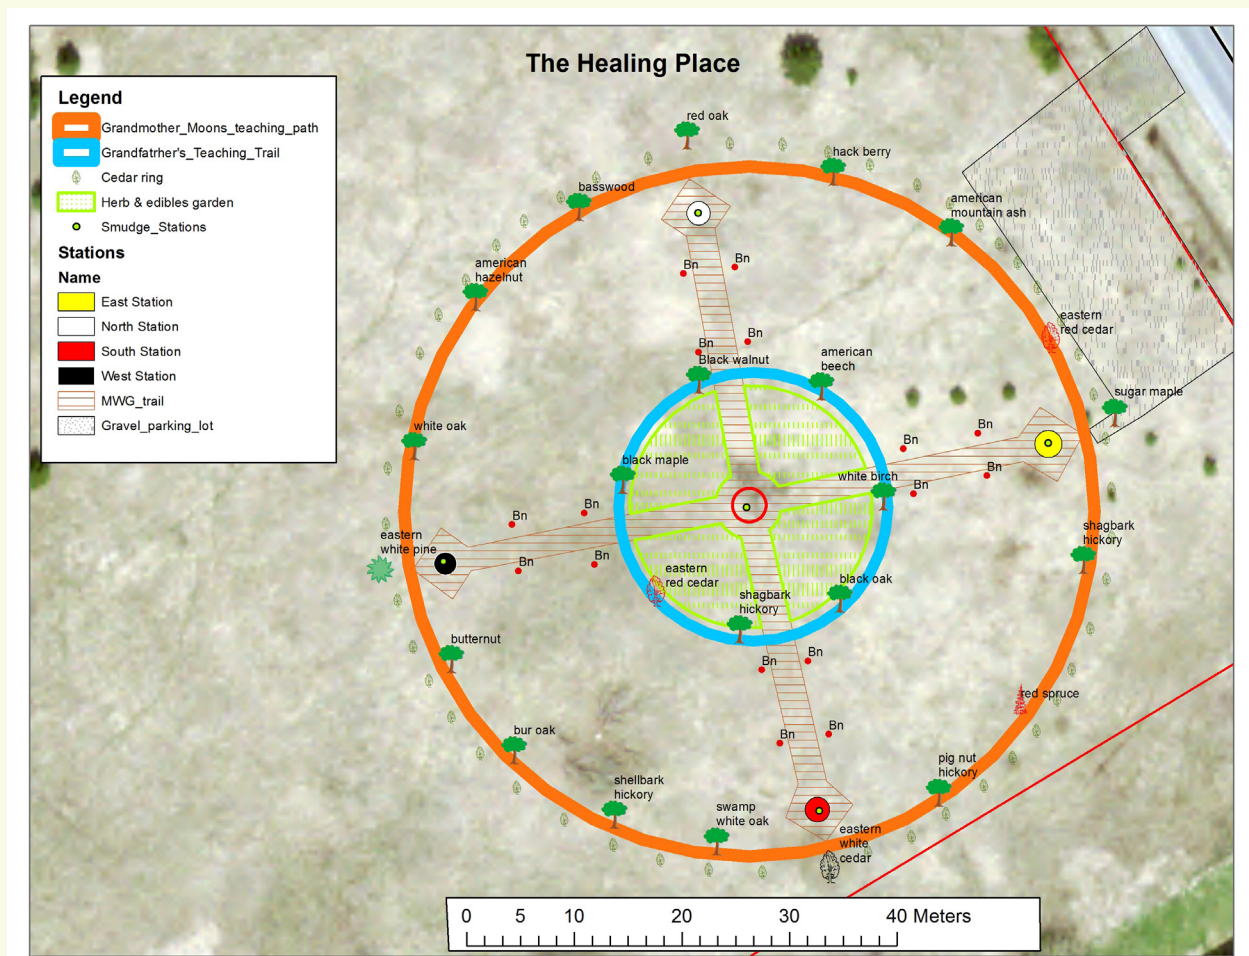 The Healing Place
Legend
Grandmother_Moons_teaching_path
Grandfatrher's_Teaching_Trail
Cedar ring
Herb & edibles garden
Smudge_Stations
Stations
Name
East Station
North Station
South Station
West Station
MWG_trail
Gravel_parking_lot
red oak
hack berry
basswood
american
mountain ash
american
hazelnut
Bn
Bn
eastern
red cedar
Bn
Bn
Black walnut
american
beech
sugar maple
white oak
Bn
Bn
black maple
white birch
Bn
Bn
Bn
Bn
eastern
white pine
shagbark
hickory
Bn
Bn
eastern
red cedar
black oak
shagbark
hickory
butternut
Bn
Bn
red spruce
bur oak
Bn
Bn
pig nut
hickory
shellbark
hickory
swamp
white oak
eastern
white
cedar
0 5 10 20 30 40 Meters